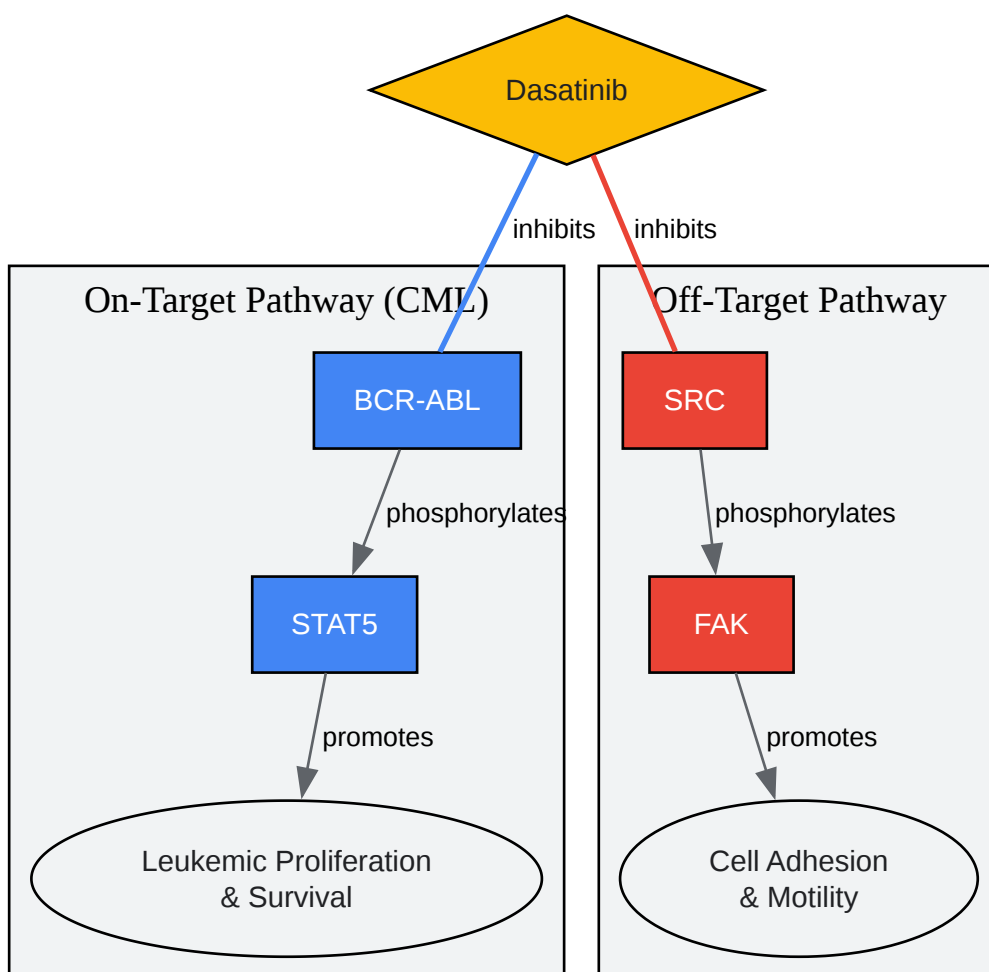 Dasatinib
inhibits
inhibits
On-Target Pathway (CML)
Off-Target Pathway
BCR-ABL
SRC
phosphorylates
phosphorylates
STAT5
FAK
promotes
promotes
Leukemic Proliferation
& Survival
Cell Adhesion
& Motility